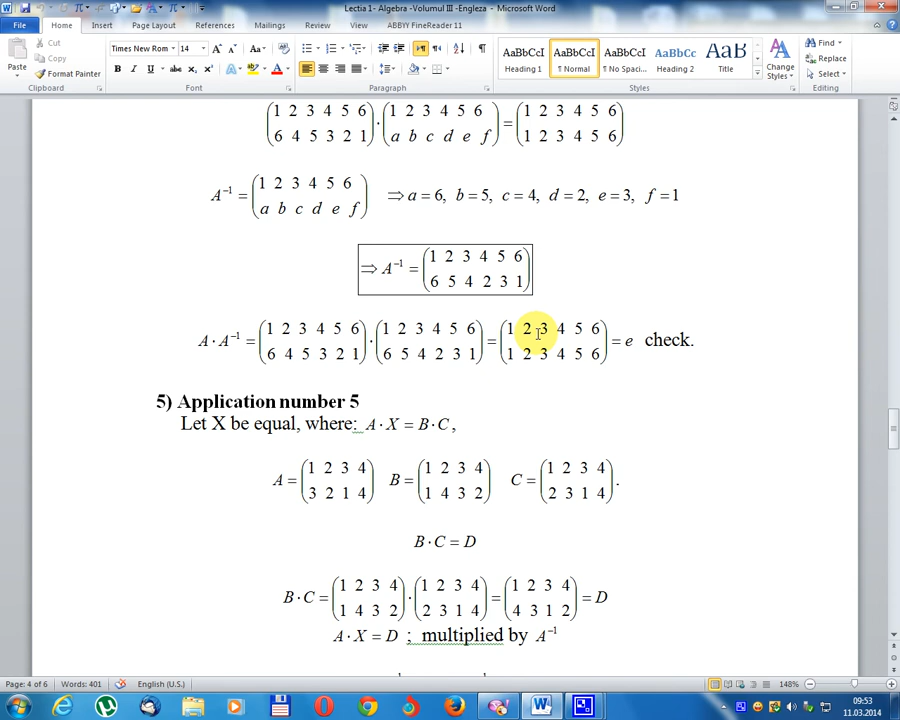 Lectia 1- Algebra -Volumul III -Engleza - Microsoft Word
File Home Insert Page Layout References Mailings Review View ABBYY FineReader 11
Cut
Copy
Format Painter
Paste
Times New Rom 14
Change Styles
AaBbCcI AaBbCcI AaBbCcI AaBbCc AaB
Heading 1 ¶ Normal ¶ No Spaci... Heading 2 Title
Find
Replace
Select
Clipboard Font Paragraph Styles Editing
(1 2 3 4 5 6) · (1 2 3 4 5 6) = (1 2 3 4 5 6)
(6 4 5 3 2 1) (a b c d e f) (1 2 3 4 5 6)
A⁻¹ = (1 2 3 4 5 6)
(a b c d e f) ⇒ a = 6, b = 5, c = 4, d = 2, e = 3, f = 1
⇒ A⁻¹ = (1 2 3 4 5 6)
(6 5 4 2 3 1)
A · A⁻¹ = (1 2 3 4 5 6) · (1 2 3 4 5 6) = (1 2 3 4 5 6) = e check.
(6 4 5 3 2 1) (6 5 4 2 3 1) (1 2 3 4 5 6)
5) Application number 5
Let X be equal, where: A · X = B · C,
A = (1 2 3 4) B = (1 2 3 4) C = (1 2 3 4).
(3 2 1 4) (1 4 3 2) (2 3 1 4)
B · C = D
B · C = (1 2 3 4) · (1 2 3 4) = (1 2 3 4) = D
(1 4 3 2) (2 3 1 4) (4 3 1 2)
A · X = D ; multiplied by A⁻¹
Page: 4 of 6 Words: 401 English (U.S.) 148%
09:53
11.03.2014